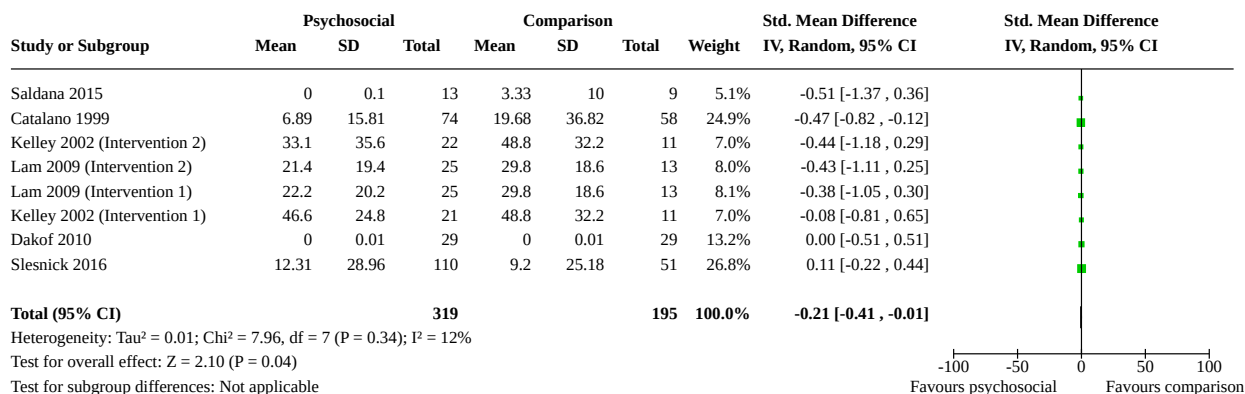 Psychosocial Comparison Std. Mean Difference Std. Mean Difference
Study or Subgroup Mean SD Total Mean SD Total Weight IV, Random, 95% CI IV, Random, 95% CI
Saldana 2015 0 0.1 13 3.33 10 9 5.1% -0.51 [-1.37 , 0.36]
Catalano 1999 6.89 15.81 74 19.68 36.82 58 24.9% -0.47 [-0.82 , -0.12]
Kelley 2002 (Intervention 2) 33.1 35.6 22 48.8 32.2 11 7.0% -0.44 [-1.18 , 0.29]
Lam 2009 (Intervention 2) 21.4 19.4 25 29.8 18.6 13 8.0% -0.43 [-1.11 , 0.25]
Lam 2009 (Intervention 1) 22.2 20.2 25 29.8 18.6 13 8.1% -0.38 [-1.05 , 0.30]
Kelley 2002 (Intervention 1) 46.6 24.8 21 48.8 32.2 11 7.0% -0.08 [-0.81 , 0.65]
Dakof 2010 0 0.01 29 0 0.01 29 13.2% 0.00 [-0.51 , 0.51]
Slesnick 2016 12.31 28.96 110 9.2 25.18 51 26.8% 0.11 [-0.22 , 0.44]
Total (95% CI) 319 195 100.0% -0.21 [-0.41 , -0.01]
Heterogeneity: Tau² = 0.01; Chi² = 7.96, df = 7 (P = 0.34); I² = 12%
Test for overall effect: Z = 2.10 (P = 0.04)
-100 -50 0 50 100
Test for subgroup differences: Not applicable Favours psychosocial Favours comparison